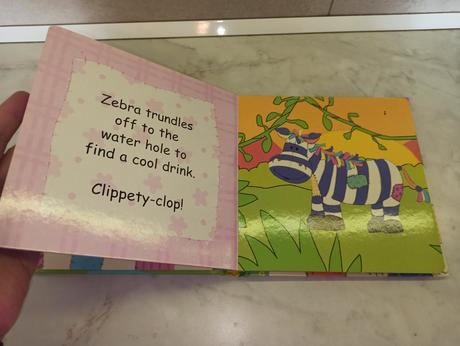 Zebra trundles
off to the
water hole to
find a cool drink.
Clippety-clop!